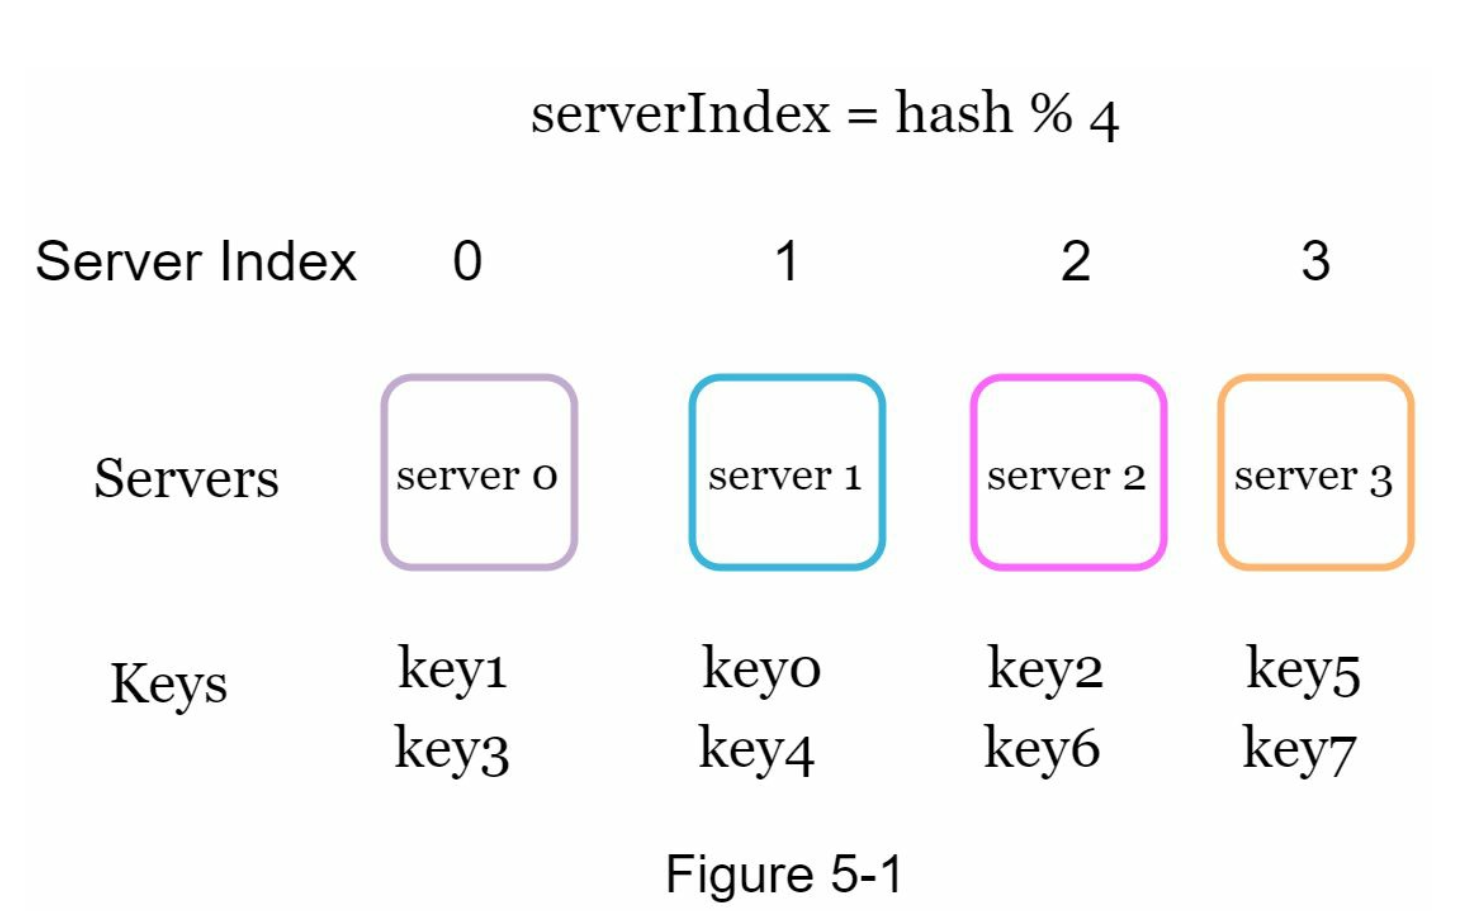 serverIndex = hash % 4
Server Index 0 1 2 3
Servers server 0 server 1 server 2 server 3
Keys key1 key0 key2 key5
key3 key4 key6 key7
Figure 5-1